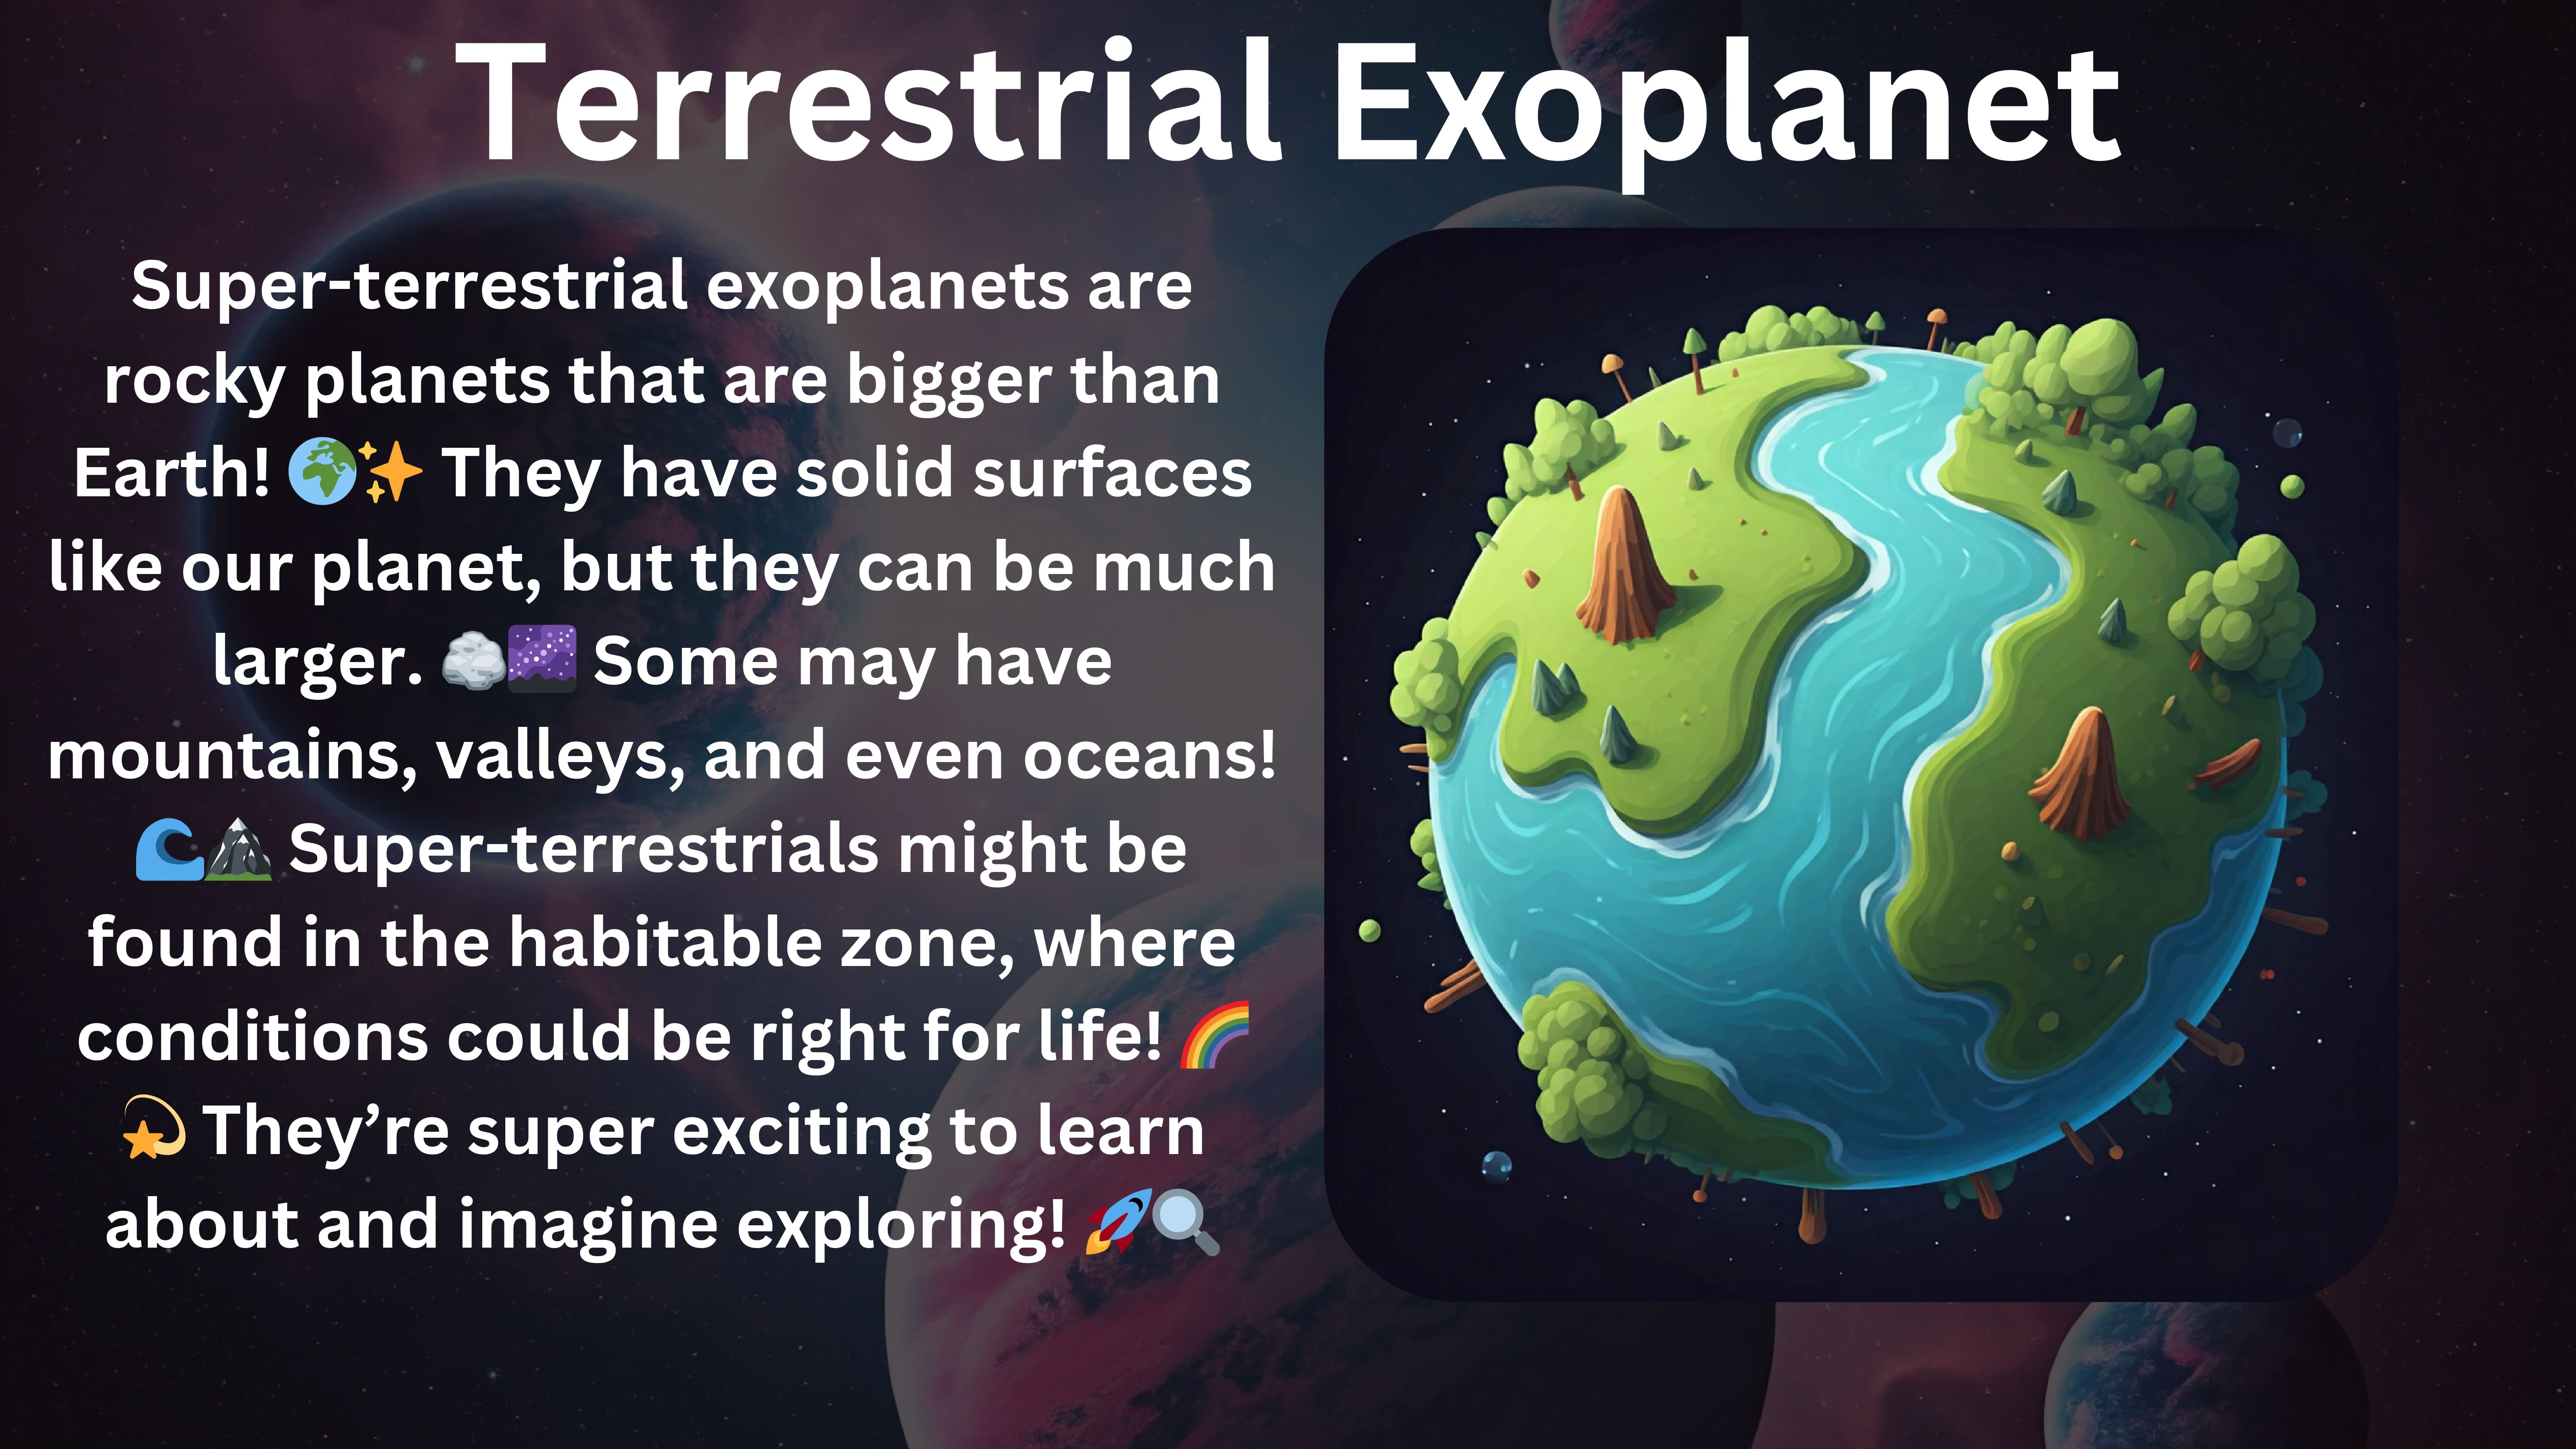 Terrestrial Exoplanet
Super-terrestrial exoplanets are
rocky planets that are bigger than
Earth! 🌍✨ They have solid surfaces
like our planet, but they can be much
larger. 🪨🌌 Some may have
mountains, valleys, and even oceans!
🌊⛰️ Super-terrestrials might be
found in the habitable zone, where
conditions could be right for life! 🌈
💫 They’re super exciting to learn
about and imagine exploring! 🚀🔍